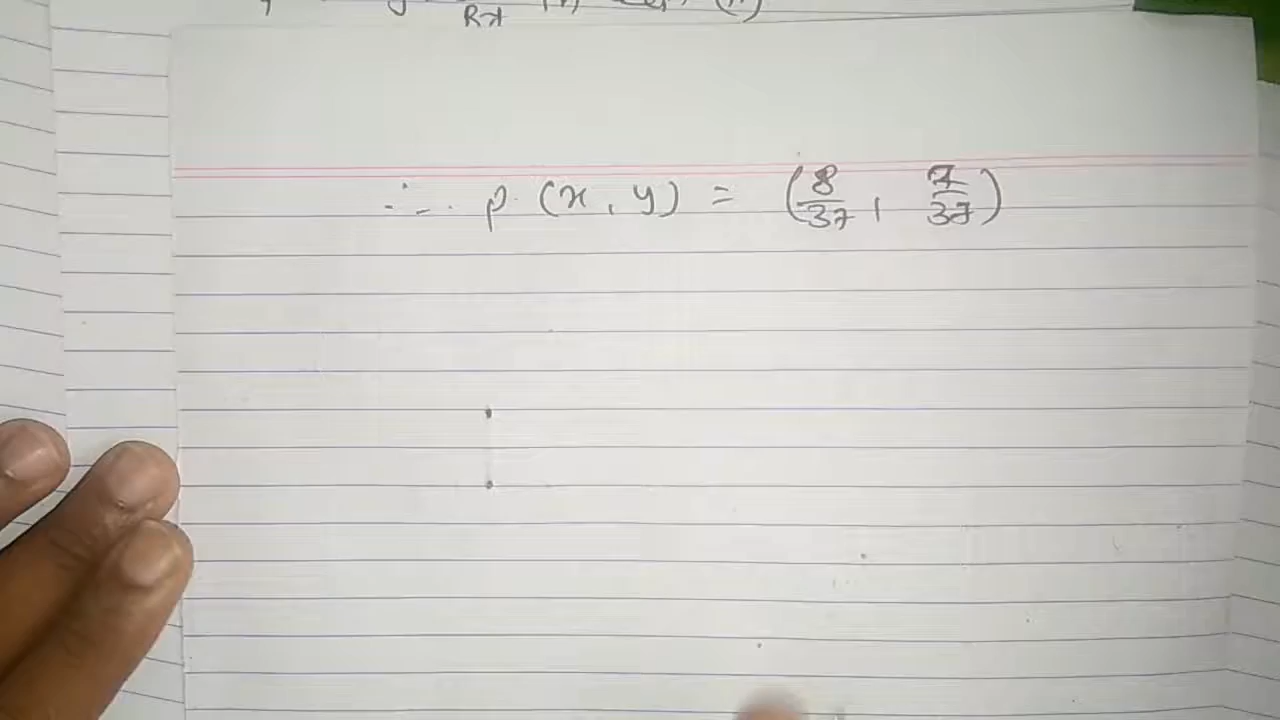 ∴ P (x, y) = (8/37, 7/37)